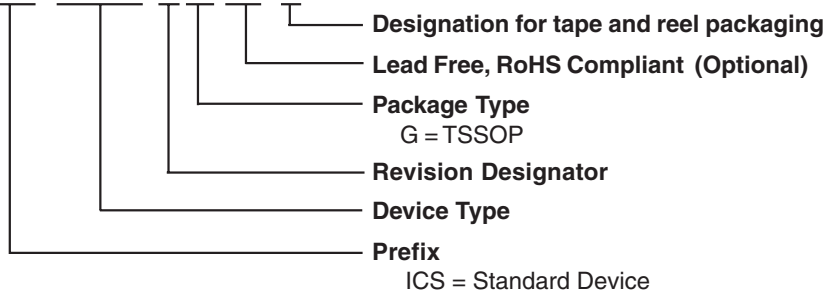 Designation for tape and reel packaging
Lead Free, RoHS Compliant (Optional)
Package Type
G = TSSOP
Revision Designator
Device Type
Prefix
ICS = Standard Device